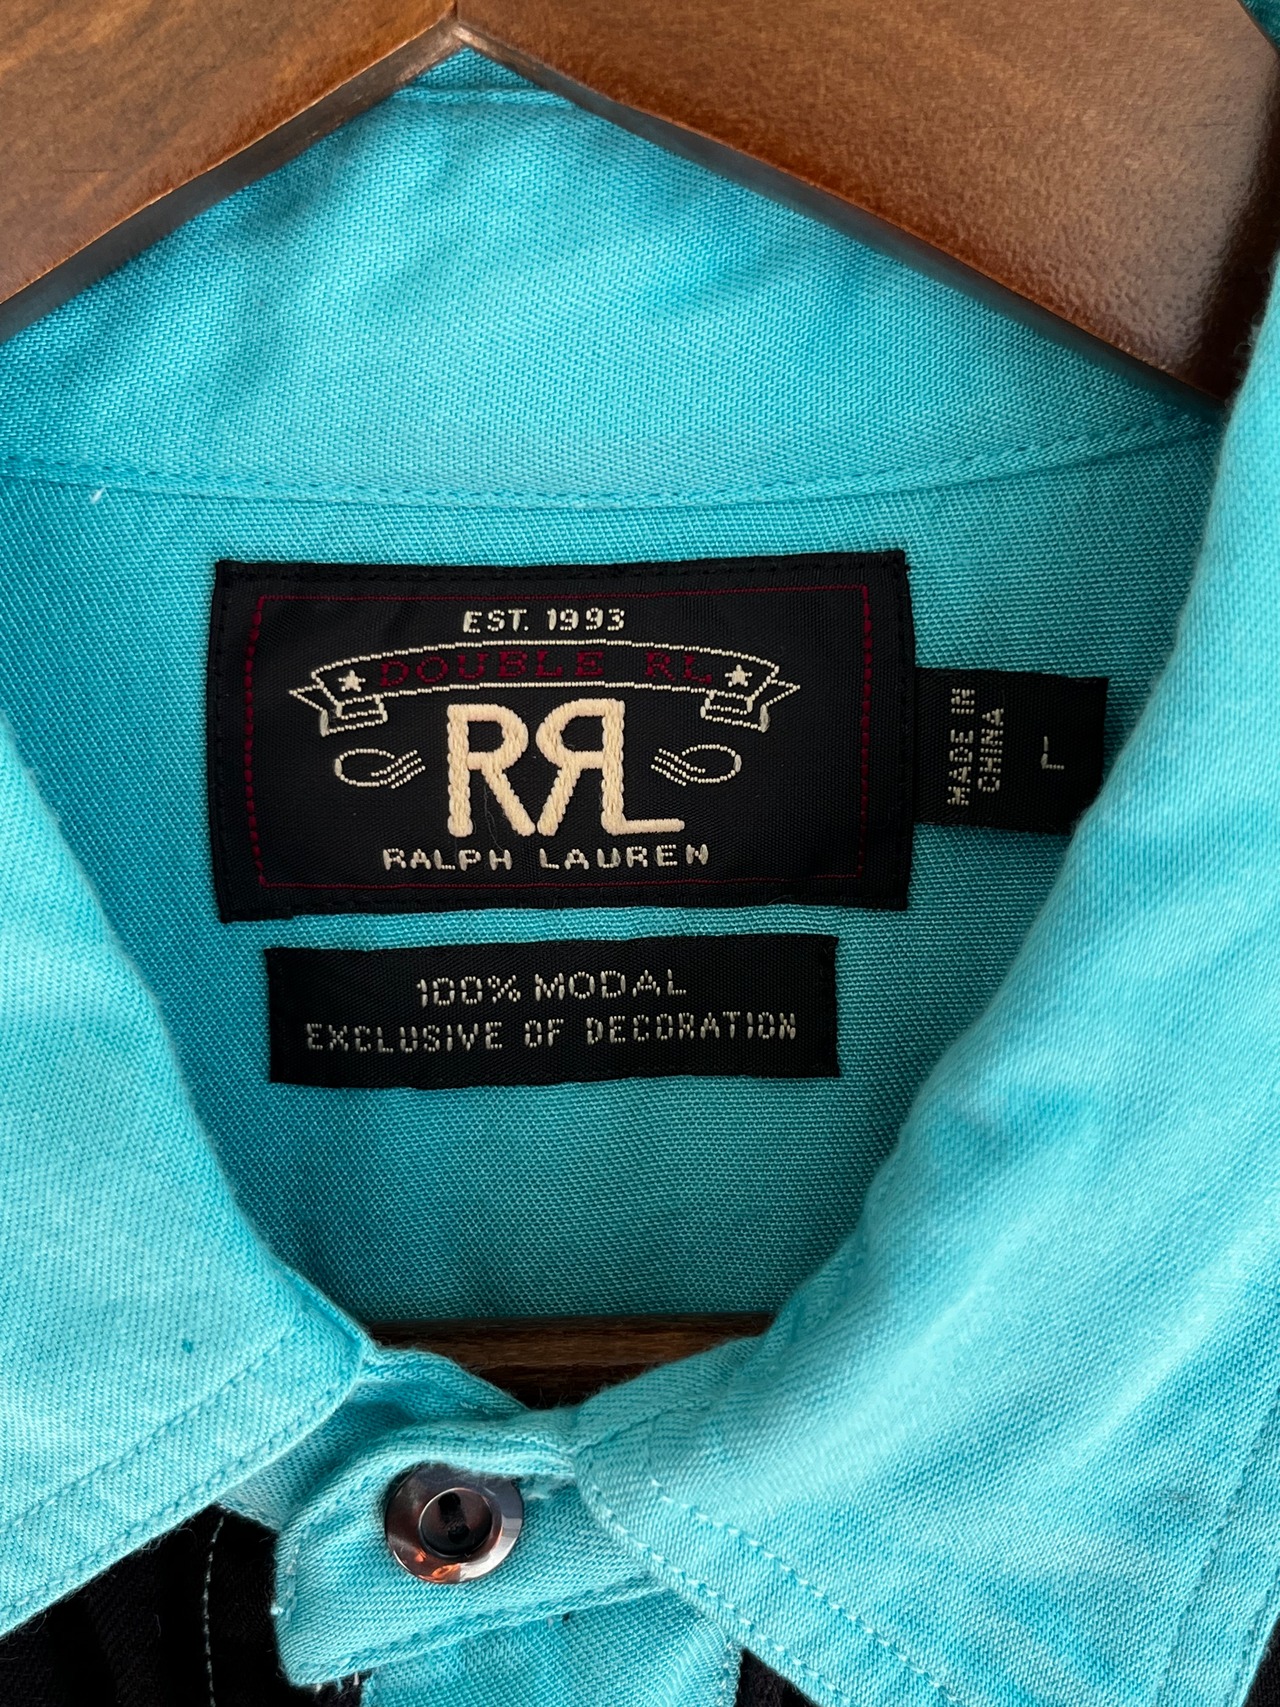 EST. 1993
DOUBLE RL
RRL
RALPH LAUREN
MADE IN
CHINA
L
100% MODAL
EXCLUSIVE OF DECORATION